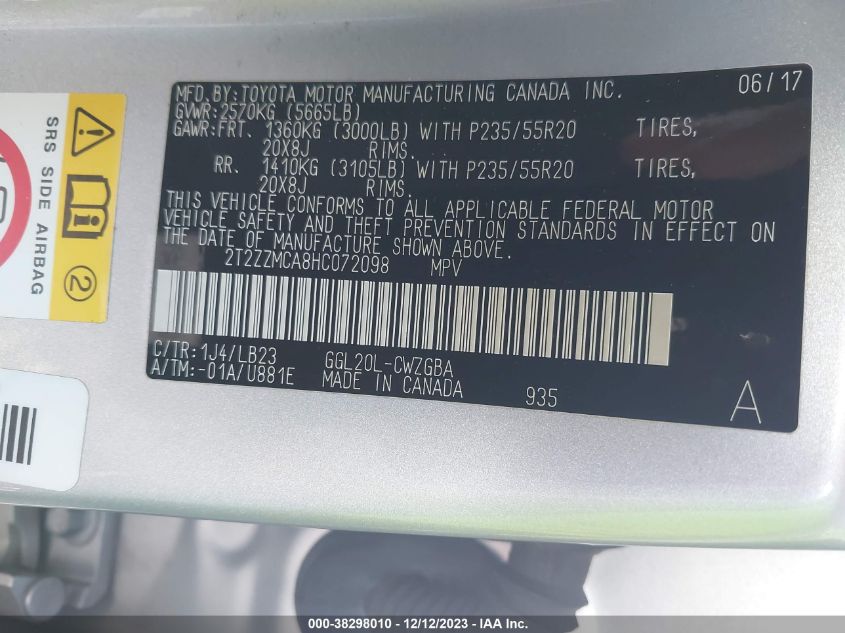 MFD.BY:TOYOTA MOTOR MANUFACTURING CANADA INC. 06/17
GVWR:2570KG (5665LB)
GAWR:FRT. 1360KG (3000LB) WITH P235/55R20 TIRES,
20X8J RIMS.
RR. 1410KG (3105LB) WITH P235/55R20 TIRES,
20X8J RIMS.
THIS VEHICLE CONFORMS TO ALL APPLICABLE FEDERAL MOTOR
VEHICLE SAFETY AND THEFT PREVENTION STANDARDS IN EFFECT ON
THE DATE OF MANUFACTURE SHOWN ABOVE.
2T2ZZMCA8HC072098 MPV
C/TR:1J4/LB23 GGL20L-CWZGBA
A/TM:-01A/U881E MADE IN CANADA 935 A
SRS SIDE AIRBAG
2
000-38298010 - 12/12/2023 - IAA Inc.